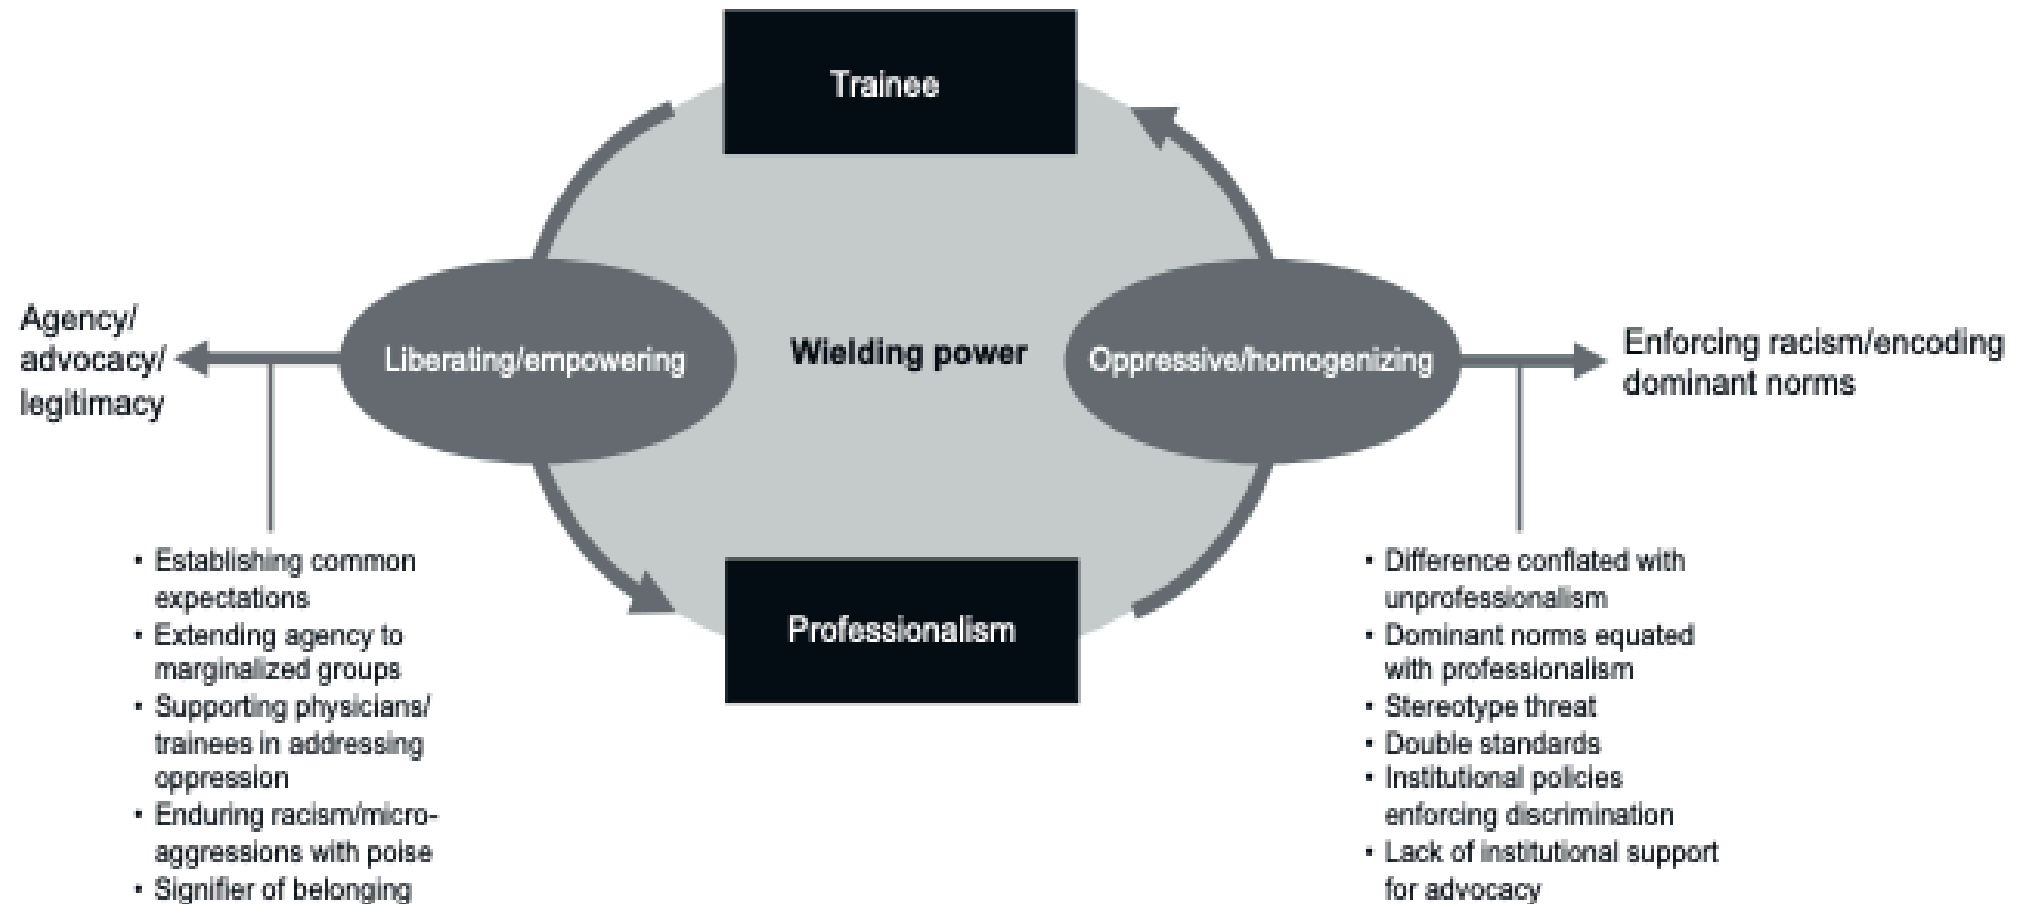 Trainee
Agency/
advocacy/
legitimacy
Liberating/empowering
Wielding power
Oppressive/homogenizing
Enforcing racism/encoding
dominant norms
Professionalism
• Establishing common
expectations
• Extending agency to
marginalized groups
• Supporting physicians/
trainees in addressing
oppression
• Enduring racism/micro-
aggressions with poise
• Signifier of belonging
• Difference conflated with
unprofessionalism
• Dominant norms equated
with professionalism
• Stereotype threat
• Double standards
• Institutional policies
enforcing discrimination
• Lack of institutional support
for advocacy